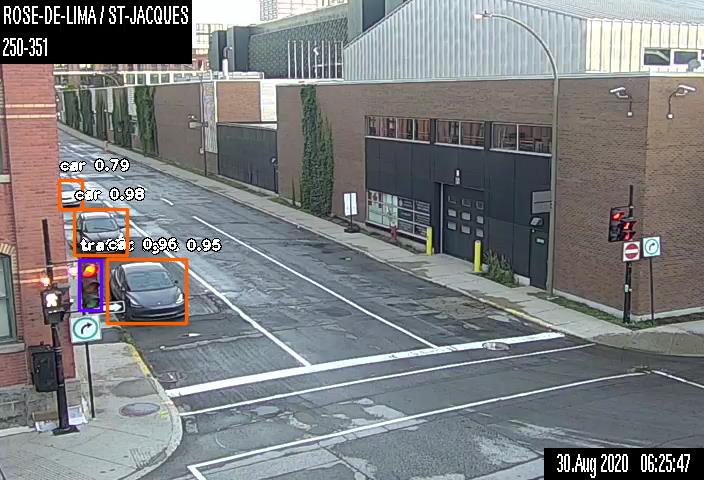 ROSE-DE-LIMA / ST-JACQUES
250-351
car 0.79
car 0.98
car 0.96
0.95
30.Aug 2020 06:25:47